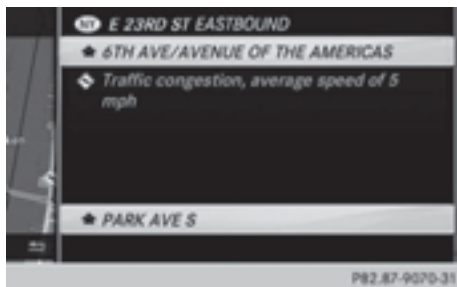 NY E 23RD ST EASTBOUND
6TH AVE/AVENUE OF THE AMERICAS
Traffic congestion, average speed of 5
mph
PARK AVE S
P82.87-9070-31